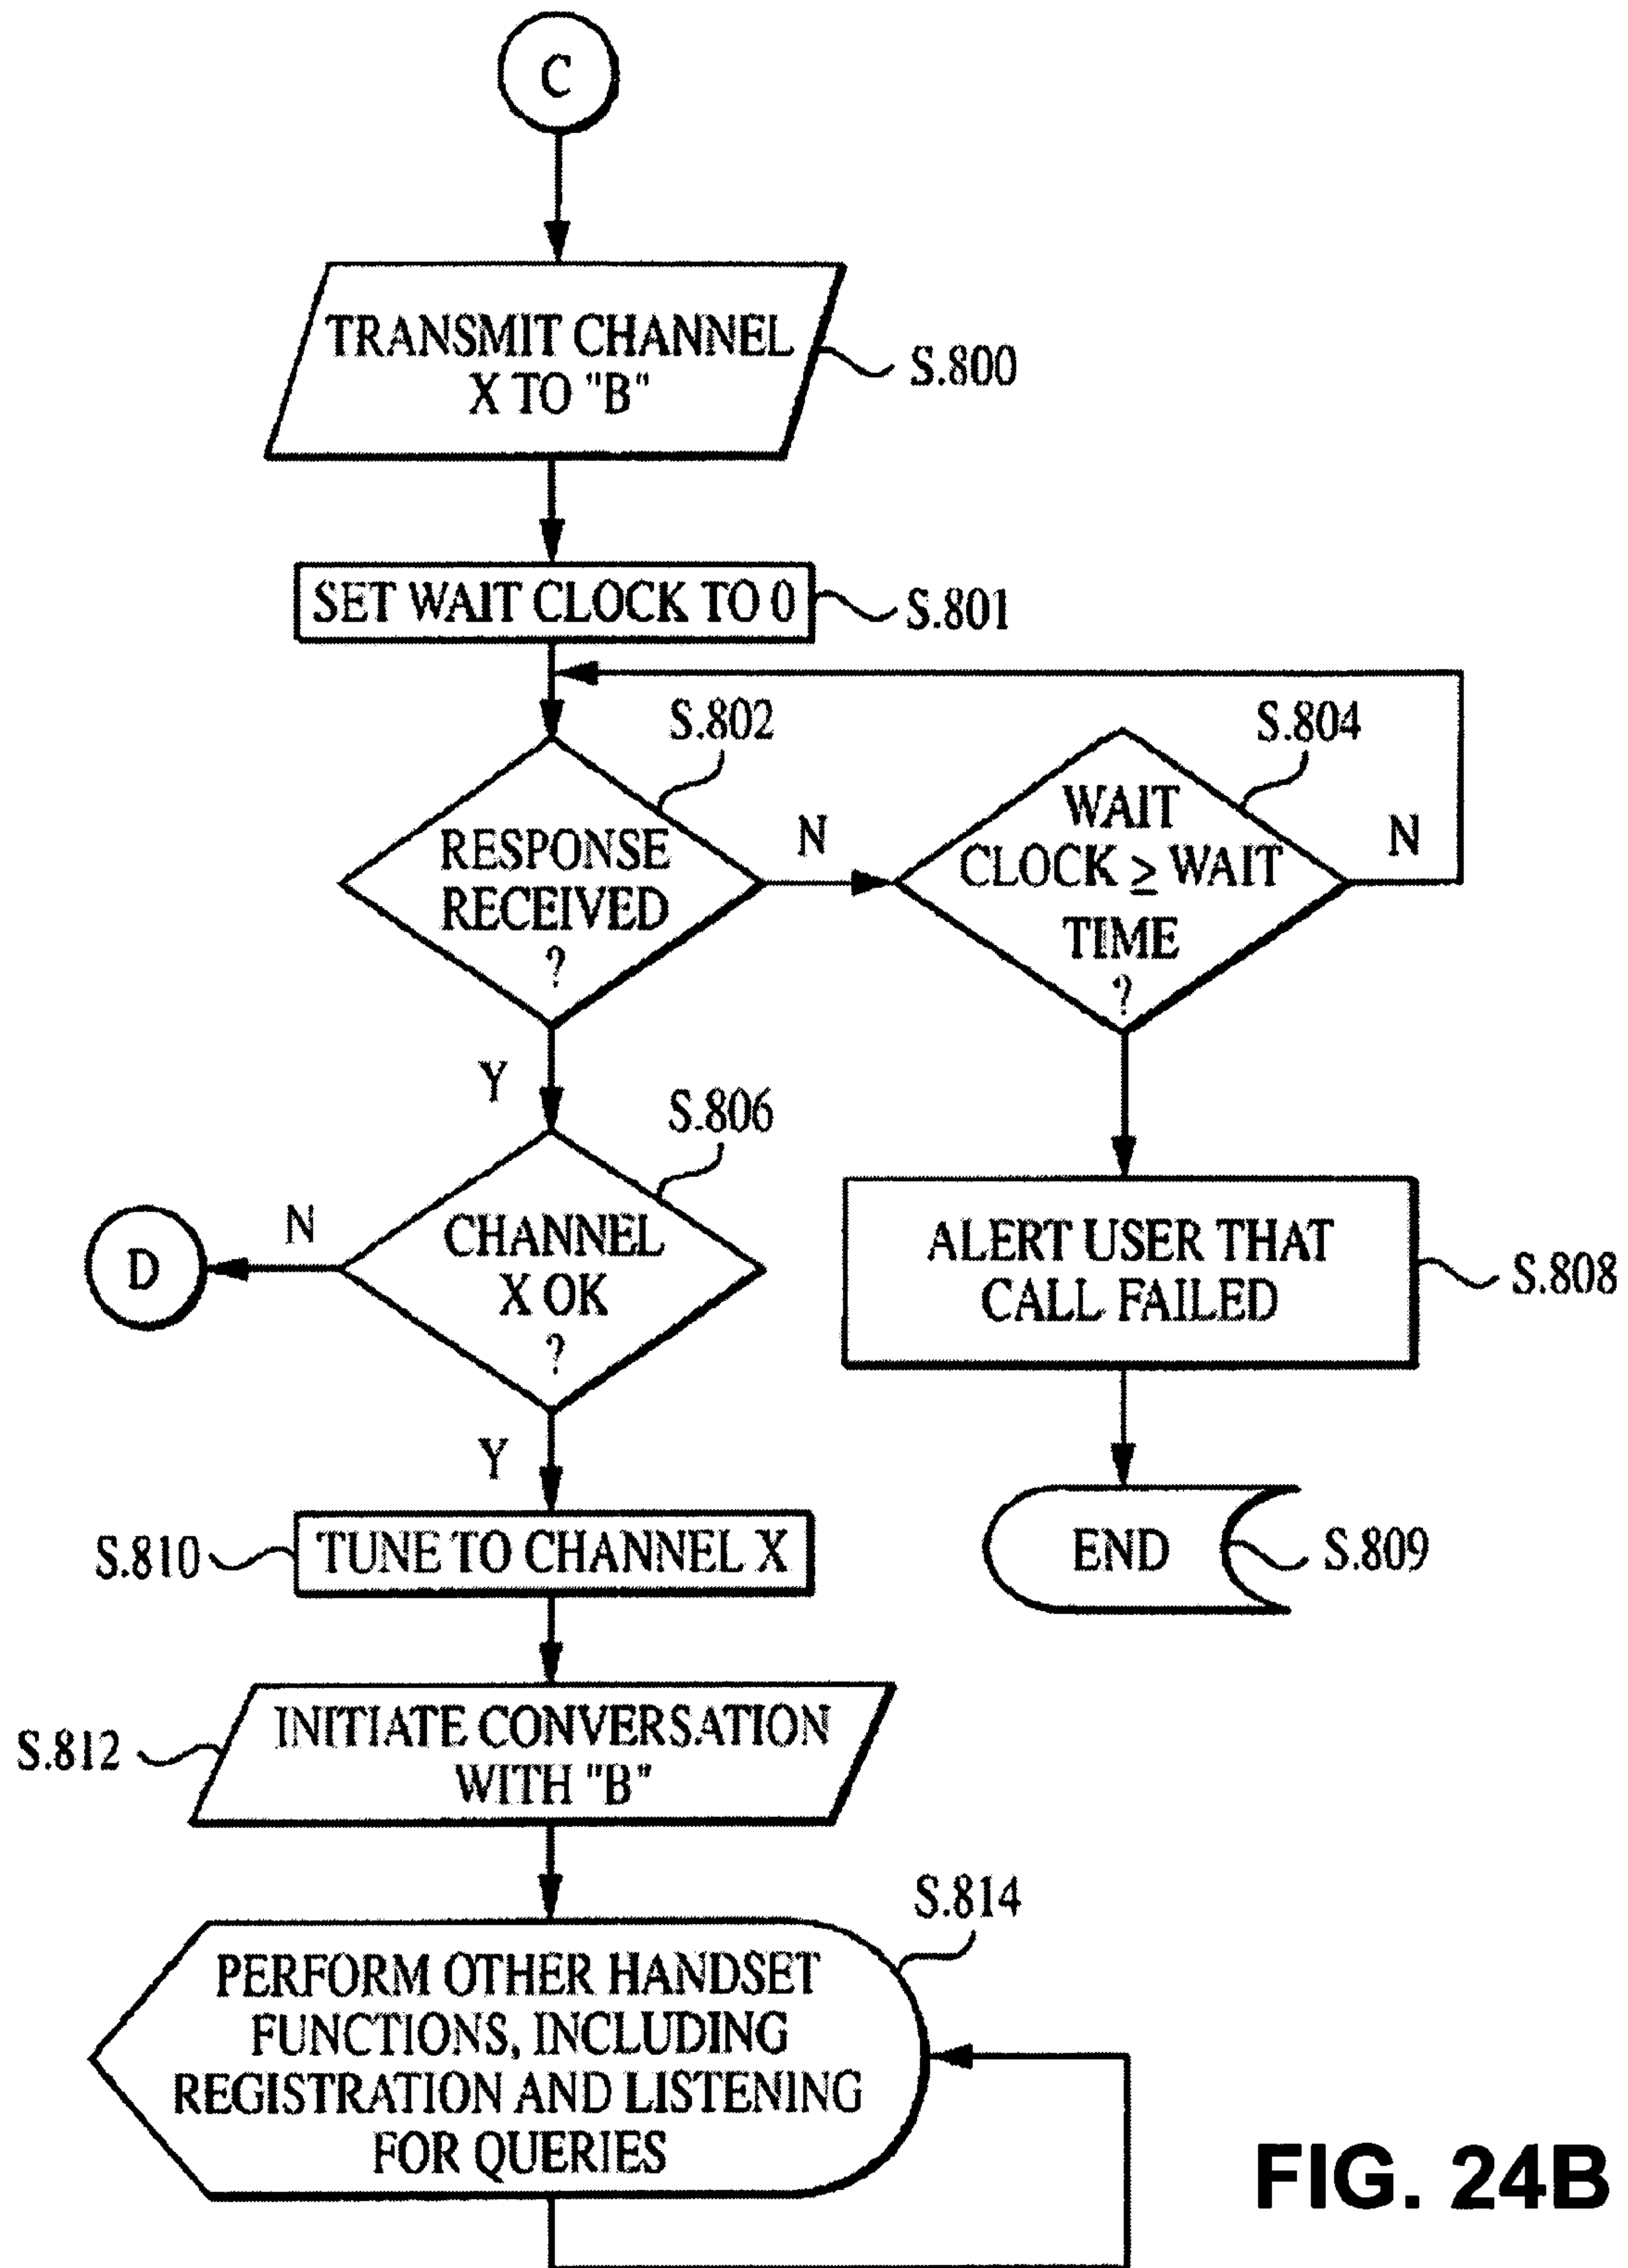 C
TRANSMIT CHANNEL
X TO "B"
S.800
SET WAIT CLOCK TO 0
S.801
S.802
RESPONSE
RECEIVED
?
N
S.804
WAIT
CLOCK ≥ WAIT
TIME
?
N
Y
S.806
CHANNEL
X OK
?
N
D
ALERT USER THAT
CALL FAILED
S.808
Y
S.810
TUNE TO CHANNEL X
END
S.809
S.812
INITIATE CONVERSATION
WITH "B"
S.814
PERFORM OTHER HANDSET
FUNCTIONS, INCLUDING
REGISTRATION AND LISTENING
FOR QUERIES
FIG. 24B